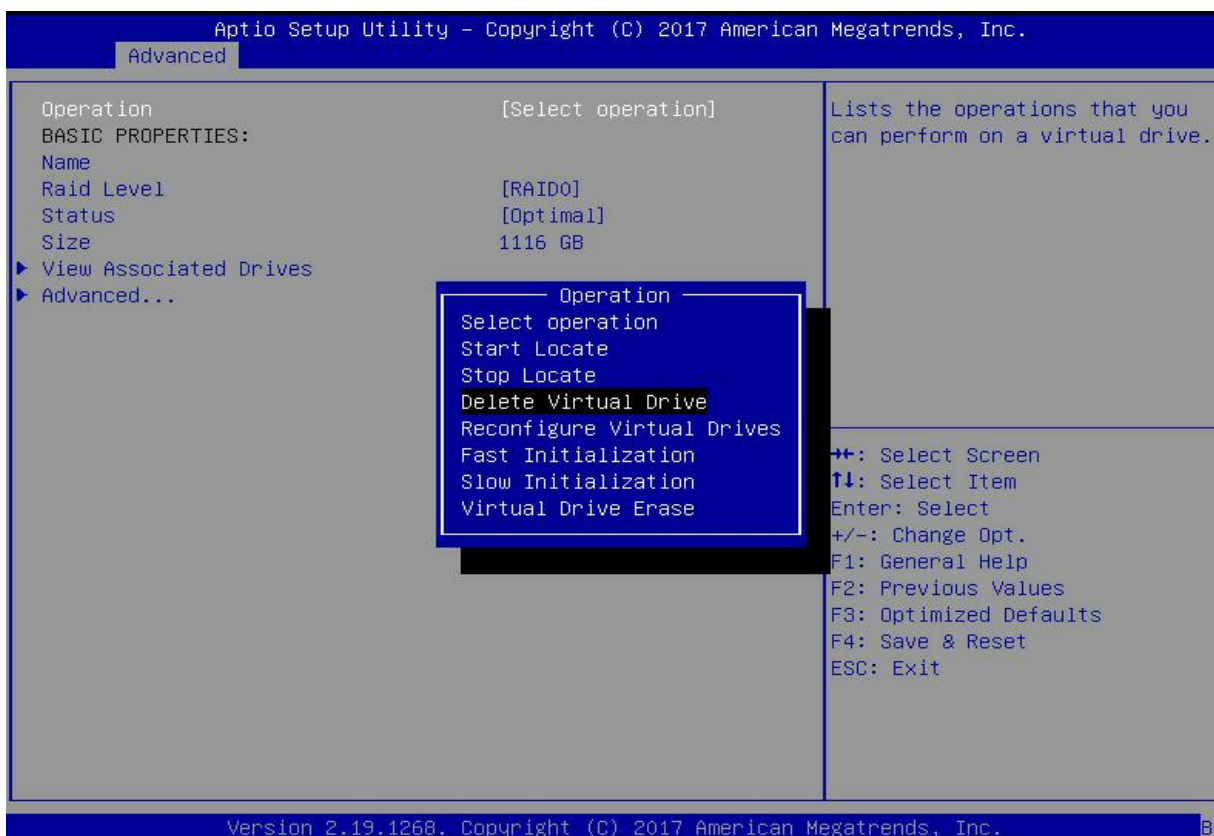 Aptio Setup Utility – Copyright (C) 2017 American Megatrends, Inc.
Advanced
Operation [Select operation]
BASIC PROPERTIES:
Name
Raid Level [RAID0]
Status [Optimal]
Size 1116 GB
View Associated Drives
Advanced...
Operation
Select operation
Start Locate
Stop Locate
Delete Virtual Drive
Reconfigure Virtual Drives
Fast Initialization
Slow Initialization
Virtual Drive Erase
Lists the operations that you
can perform on a virtual drive.
→←: Select Screen
↑↓: Select Item
Enter: Select
+/-: Change Opt.
F1: General Help
F2: Previous Values
F3: Optimized Defaults
F4: Save & Reset
ESC: Exit
Version 2.19.1268. Copyright (C) 2017 American Megatrends, Inc.
B